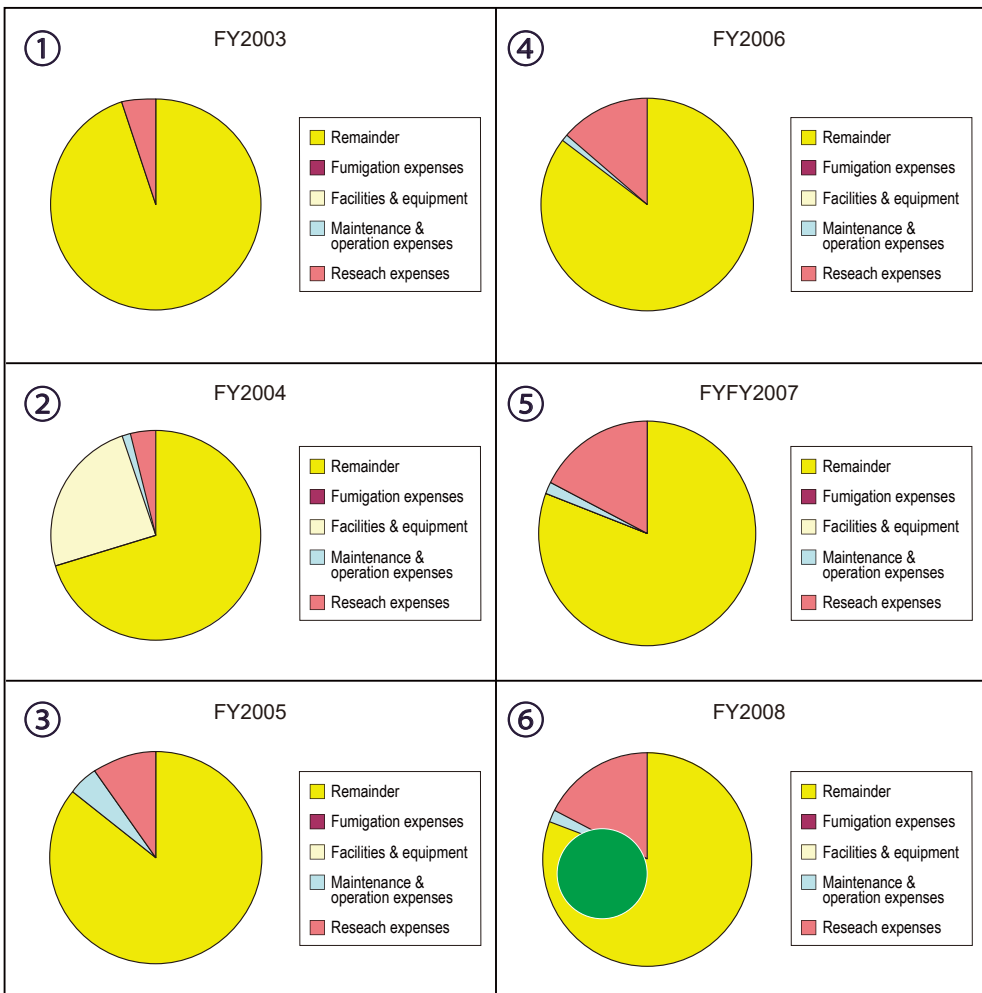 ①
FY2003
Remainder
Fumigation expenses
Facilities & equipment
Maintenance &
operation expenses
Reseach expenses
②
FY2004
Remainder
Fumigation expenses
Facilities & equipment
Maintenance &
operation expenses
Reseach expenses
③
FY2005
Remainder
Fumigation expenses
Facilities & equipment
Maintenance &
operation expenses
Reseach expenses
④
FY2006
Remainder
Fumigation expenses
Facilities & equipment
Maintenance &
operation expenses
Reseach expenses
⑤
FYFY2007
Remainder
Fumigation expenses
Facilities & equipment
Maintenance &
operation expenses
Reseach expenses
⑥
FY2008
Remainder
Fumigation expenses
Facilities & equipment
Maintenance &
operation expenses
Reseach expenses